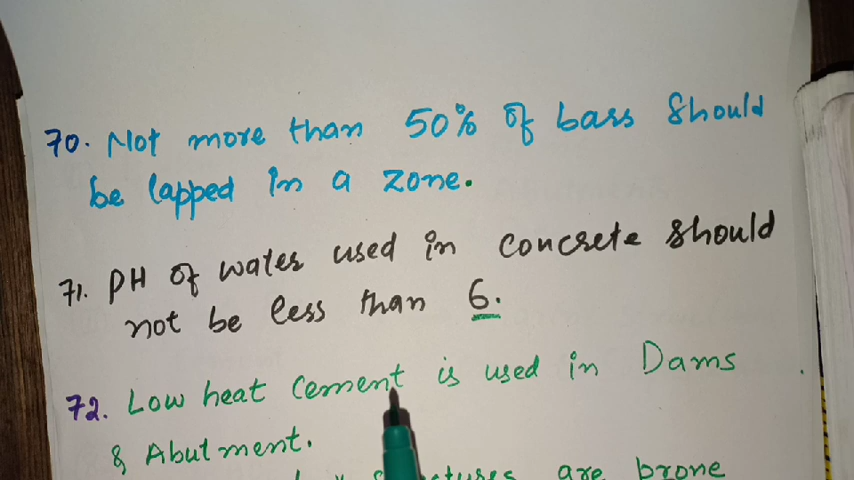 70. Not more than 50% of bars should
be lapped in a zone.
71. PH of water used in concrete should
not be less than 6.
72. Low heat cement is used in Dams
& Abutment.
are prone